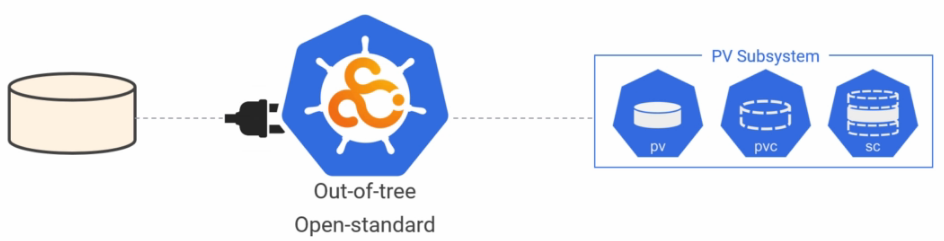 PV Subsystem
pv
pvc
sc
Out-of-tree
Open-standard